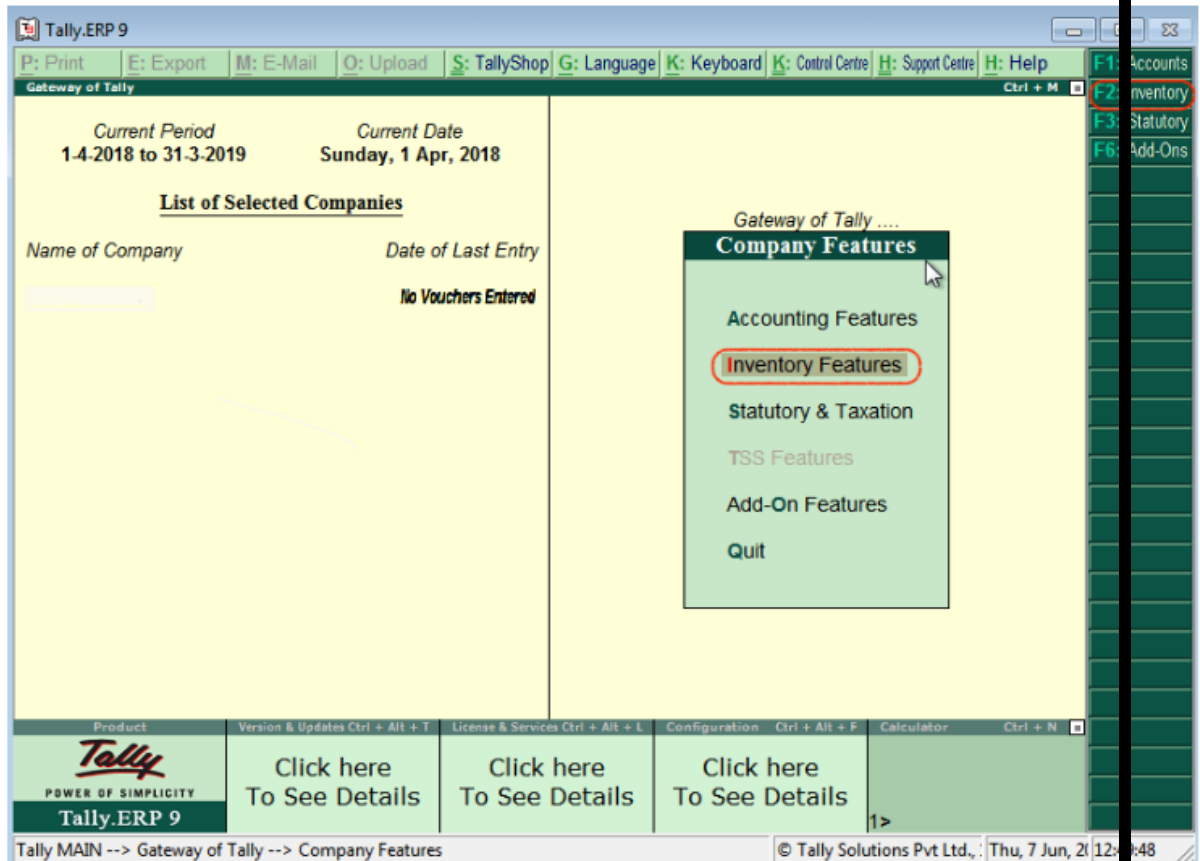 Tally.ERP 9
P: Print E: Export M: E-Mail O: Upload S: TallyShop G: Language K: Keyboard K: Control Centre H: Support Centre H: Help
F1: Accounts
F2: Inventory
F3: Statutory
F6: Add-Ons
Gateway of Tally Ctrl + M
Current Period Current Date
1-4-2018 to 31-3-2019 Sunday, 1 Apr, 2018
List of Selected Companies
Name of Company Date of Last Entry
No Vouchers Entered
Gateway of Tally ....
Company Features
Accounting Features
Inventory Features
Statutory & Taxation
TSS Features
Add-On Features
Quit
Product Version & Updates Ctrl + Alt + T License & Services Ctrl + Alt + L Configuration Ctrl + Alt + F Calculator Ctrl + N
Tally
POWER OF SIMPLICITY
Tally.ERP 9
Click here Click here Click here
To See Details To See Details To See Details
1>
Tally MAIN --> Gateway of Tally --> Company Features © Tally Solutions Pvt Ltd., Thu, 7 Jun,